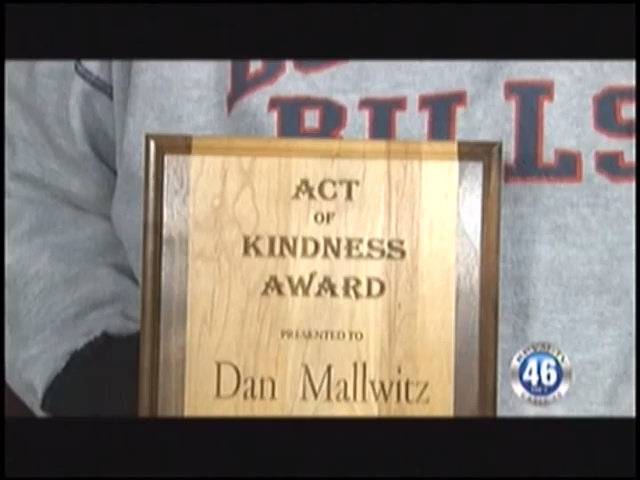 BILLS
ACT
OF
KINDNESS
AWARD
PRESENTED TO
Dan Mallwitz
46